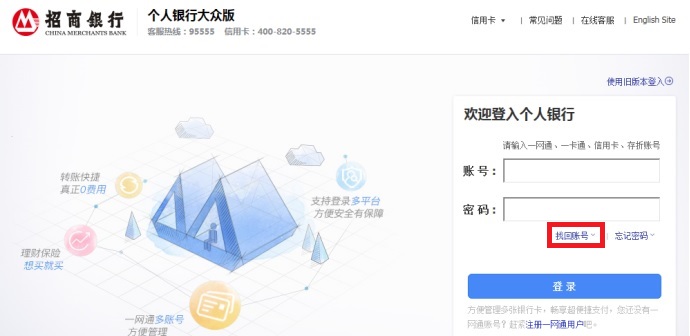 招商银行
CHINA MERCHANTS BANK
个人银行大众版
客服热线：95555 信用卡：400-820-5555
信用卡 | 常见问题 | 在线客服 | English Site
使用旧版本登入
欢迎登入个人银行
请输入一网通、一卡通、信用卡、存折账号
账号：
密码：
找回账号 | 忘记密码
登录
方便管理多张银行卡，畅享超便捷支付，您还没有一
网通账号？赶紧注册一网通用户吧。
转账快捷
真正0费用
支持登录多平台
方便安全有保障
理财保险
想买就买
一网通多账号
方便管理